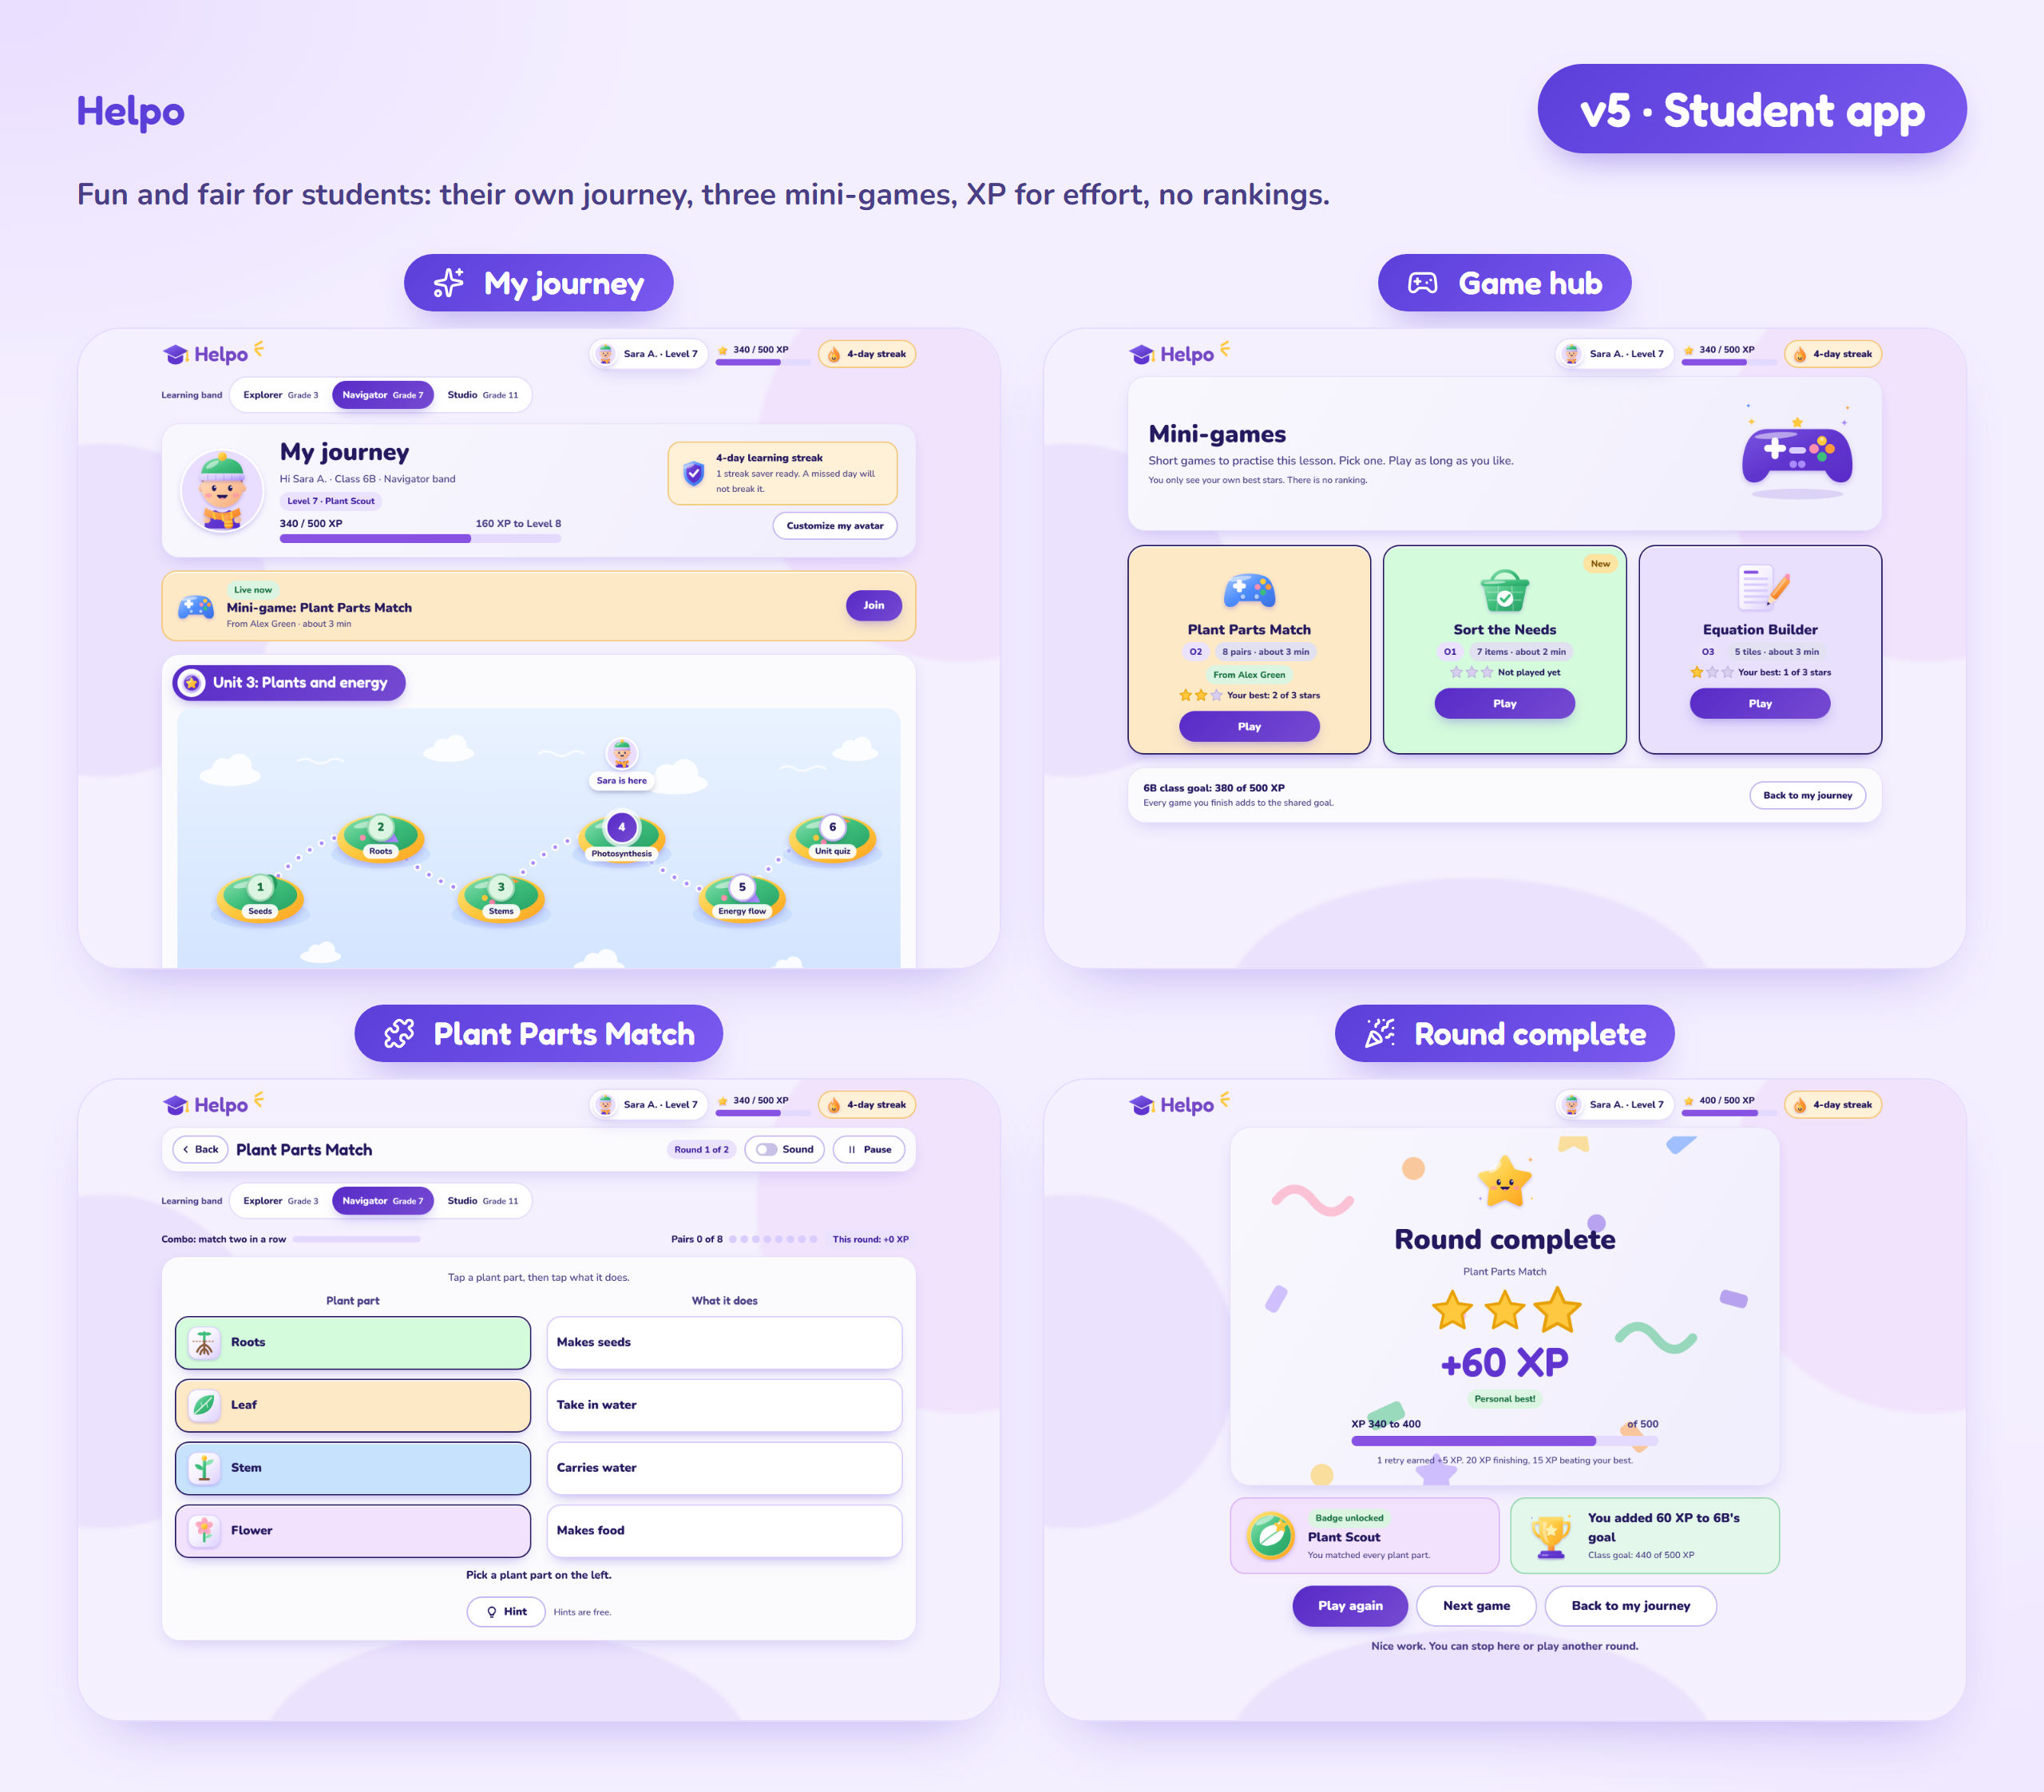 Helpo
v5 · Student app
Fun and fair for students: their own journey, three mini-games, XP for effort, no rankings.
My journey
Helpo
Sara A. · Level 7
340 / 500 XP
4-day streak
Learning band
Explorer Grade 3
Navigator Grade 7
Studio Grade 11
My journey
Hi Sara A. · Class 6B · Navigator band
Level 7 · Plant Scout
340 / 500 XP
160 XP to Level 8
4-day learning streak
1 streak saver ready. A missed day will
not break it.
Customize my avatar
Live now
Mini-game: Plant Parts Match
From Alex Green · about 3 min
Join
Unit 3: Plants and energy
Sara is here
1
Seeds
2
Roots
3
Stems
4
Photosynthesis
5
Energy flow
6
Unit quiz
Game hub
Helpo
Sara A. · Level 7
340 / 500 XP
4-day streak
Mini-games
Short games to practise this lesson. Pick one. Play as long as you like.
You only see your own best stars. There is no ranking.
Plant Parts Match
O2
8 pairs · about 3 min
From Alex Green
Your best: 2 of 3 stars
Play
New
Sort the Needs
O1
7 items · about 2 min
Not played yet
Play
Equation Builder
O3
5 tiles · about 3 min
Your best: 1 of 3 stars
Play
6B class goal: 380 of 500 XP
Every game you finish adds to the shared goal.
Back to my journey
Plant Parts Match
Helpo
Sara A. · Level 7
340 / 500 XP
4-day streak
Back
Plant Parts Match
Round 1 of 2
Sound
Pause
Learning band
Explorer Grade 3
Navigator Grade 7
Studio Grade 11
Combo: match two in a row
Pairs 0 of 8
This round: +0 XP
Tap a plant part, then tap what it does.
Plant part
What it does
Roots
Makes seeds
Leaf
Take in water
Stem
Carries water
Flower
Makes food
Pick a plant part on the left.
Hint
Hints are free.
Round complete
Helpo
Sara A. · Level 7
400 / 500 XP
4-day streak
Round complete
Plant Parts Match
+60 XP
Personal best!
XP 340 to 400
of 500
1 retry earned +5 XP. 20 XP finishing, 15 XP beating your best.
Badge unlocked
Plant Scout
You matched every plant part.
You added 60 XP to 6B's
goal
Class goal: 440 of 500 XP
Play again
Next game
Back to my journey
Nice work. You can stop here or play another round.